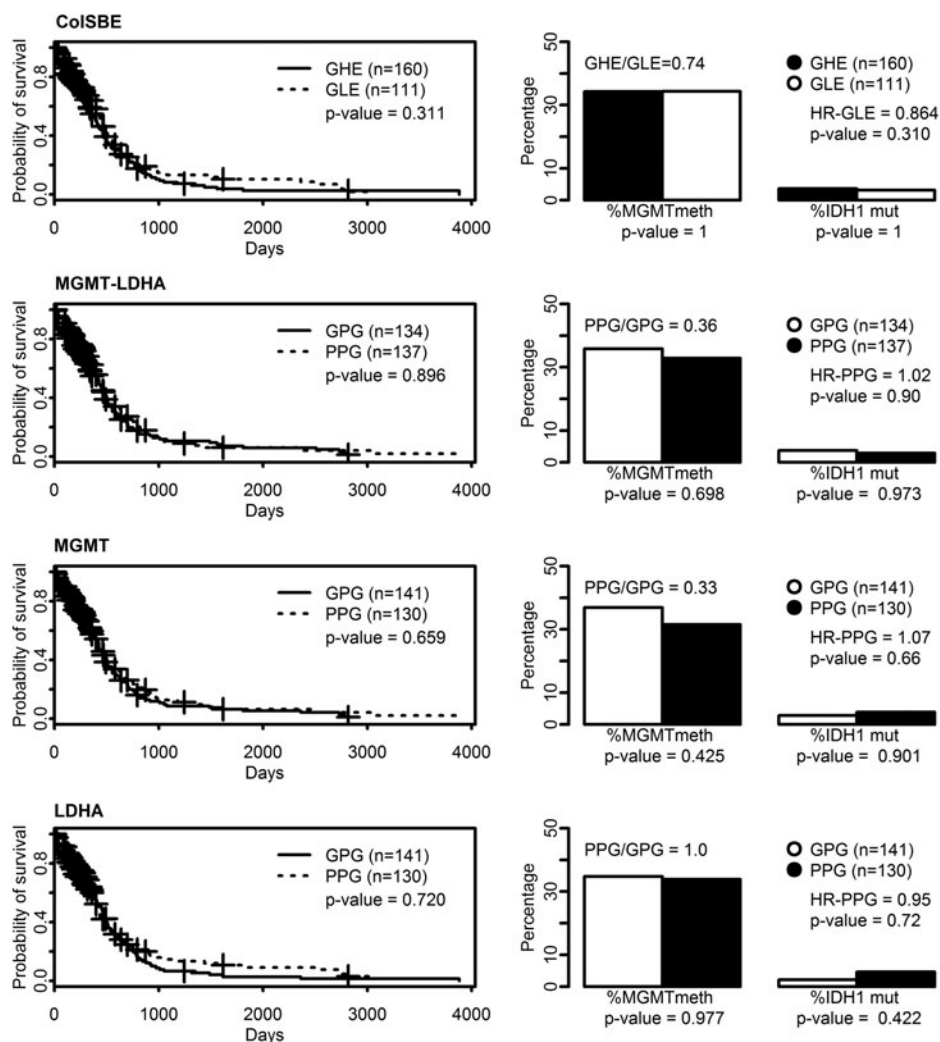 ColSBE
Probability of survival
0.0 0.4 0.8
GHE (n=160)
GLE (n=111)
p-value = 0.311
0 1000 2000 3000 4000
Days
Percentage
0 10 30 50
GHE/GLE=0.74
%MGMTmeth
p-value = 1
GHE (n=160)
GLE (n=111)
HR-GLE = 0.864
p-value = 0.310
%IDH1 mut
p-value = 1
MGMT-LDHA
Probability of survival
0.0 0.4 0.8
GPG (n=134)
PPG (n=137)
p-value = 0.896
0 1000 2000 3000 4000
Days
Percentage
0 10 30 50
PPG/GPG = 0.36
%MGMTmeth
p-value = 0.698
GPG (n=134)
PPG (n=137)
HR-PPG = 1.02
p-value = 0.90
%IDH1 mut
p-value = 0.973
MGMT
Probability of survival
0.0 0.4 0.8
GPG (n=141)
PPG (n=130)
p-value = 0.659
0 1000 2000 3000 4000
Days
Percentage
0 10 30 50
PPG/GPG = 0.33
%MGMTmeth
p-value = 0.425
GPG (n=141)
PPG (n=130)
HR-PPG = 1.07
p-value = 0.66
%IDH1 mut
p-value = 0.901
LDHA
Probability of survival
0.0 0.4 0.8
GPG (n=141)
PPG (n=130)
p-value = 0.720
0 1000 2000 3000 4000
Days
Percentage
0 10 30 50
PPG/GPG = 1.0
%MGMTmeth
p-value = 0.977
GPG (n=141)
PPG (n=130)
HR-PPG = 0.95
p-value = 0.72
%IDH1 mut
p-value = 0.422